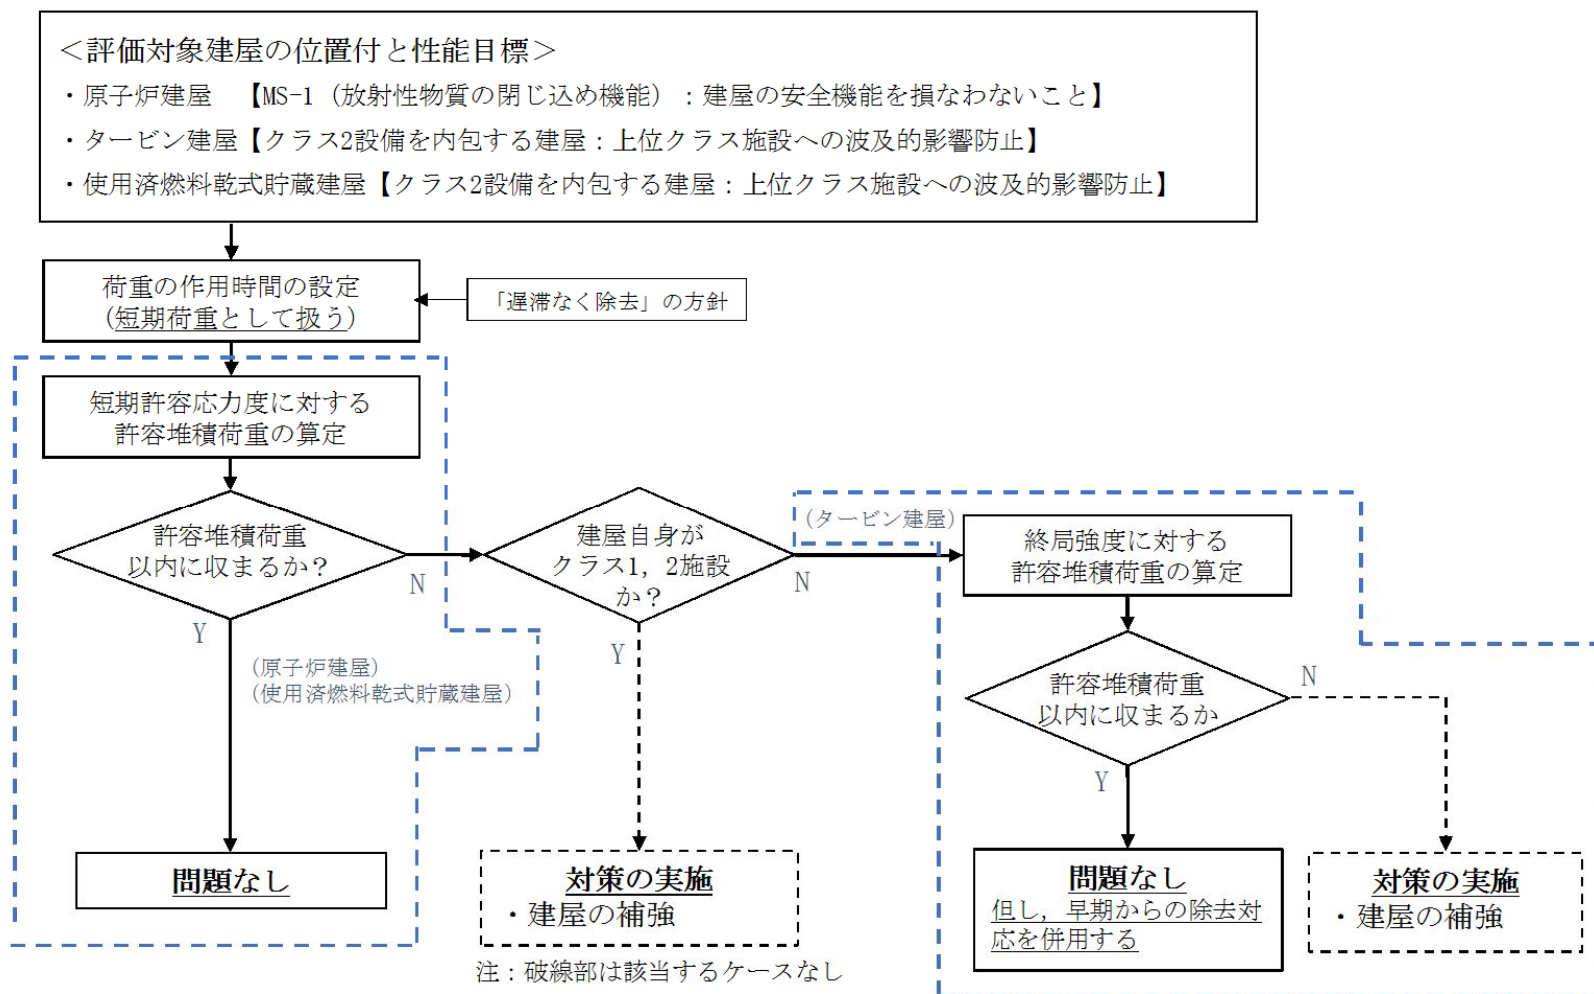 ＜評価対象建屋の位置付と性能目標＞
・原子炉建屋　【MS-1（放射性物質の閉じ込め機能）：建屋の安全機能を損なわないこと】
・タービン建屋【クラス2設備を内包する建屋：上位クラス施設への波及的影響防止】
・使用済燃料乾式貯蔵建屋【クラス2設備を内包する建屋：上位クラス施設への波及的影響防止】
荷重の作用時間の設定
(短期荷重として扱う)
「遅滞なく除去」の方針
短期許容応力度に対する
許容堆積荷重の算定
許容堆積荷重
以内に収まるか？
N
Y
(原子炉建屋)
(使用済燃料乾式貯蔵建屋)
問題なし
建屋自身が
クラス1，2施設
か？
N
Y
対策の実施
・建屋の補強
注：破線部は該当するケースなし
(タービン建屋)
終局強度に対する
許容堆積荷重の算定
許容堆積荷重
以内に収まるか
N
Y
問題なし
但し，早期からの除去対
応を併用する
対策の実施
・建屋の補強